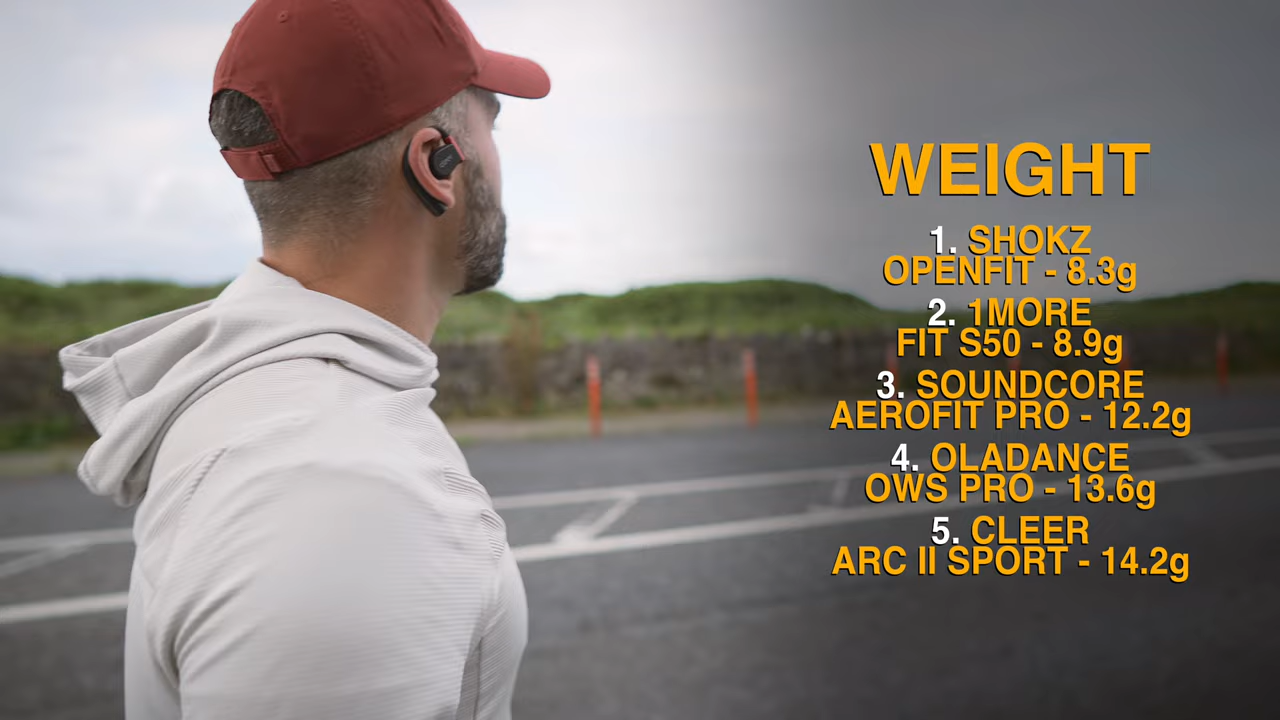 WEIGHT
1. SHOKZ
OPENFIT - 8.3g
2. 1MORE
FIT S50 - 8.9g
3. SOUNDCORE
AEROFIT PRO - 12.2g
4. OLADANCE
OWS PRO - 13.6g
5. CLEER
ARC II SPORT - 14.2g